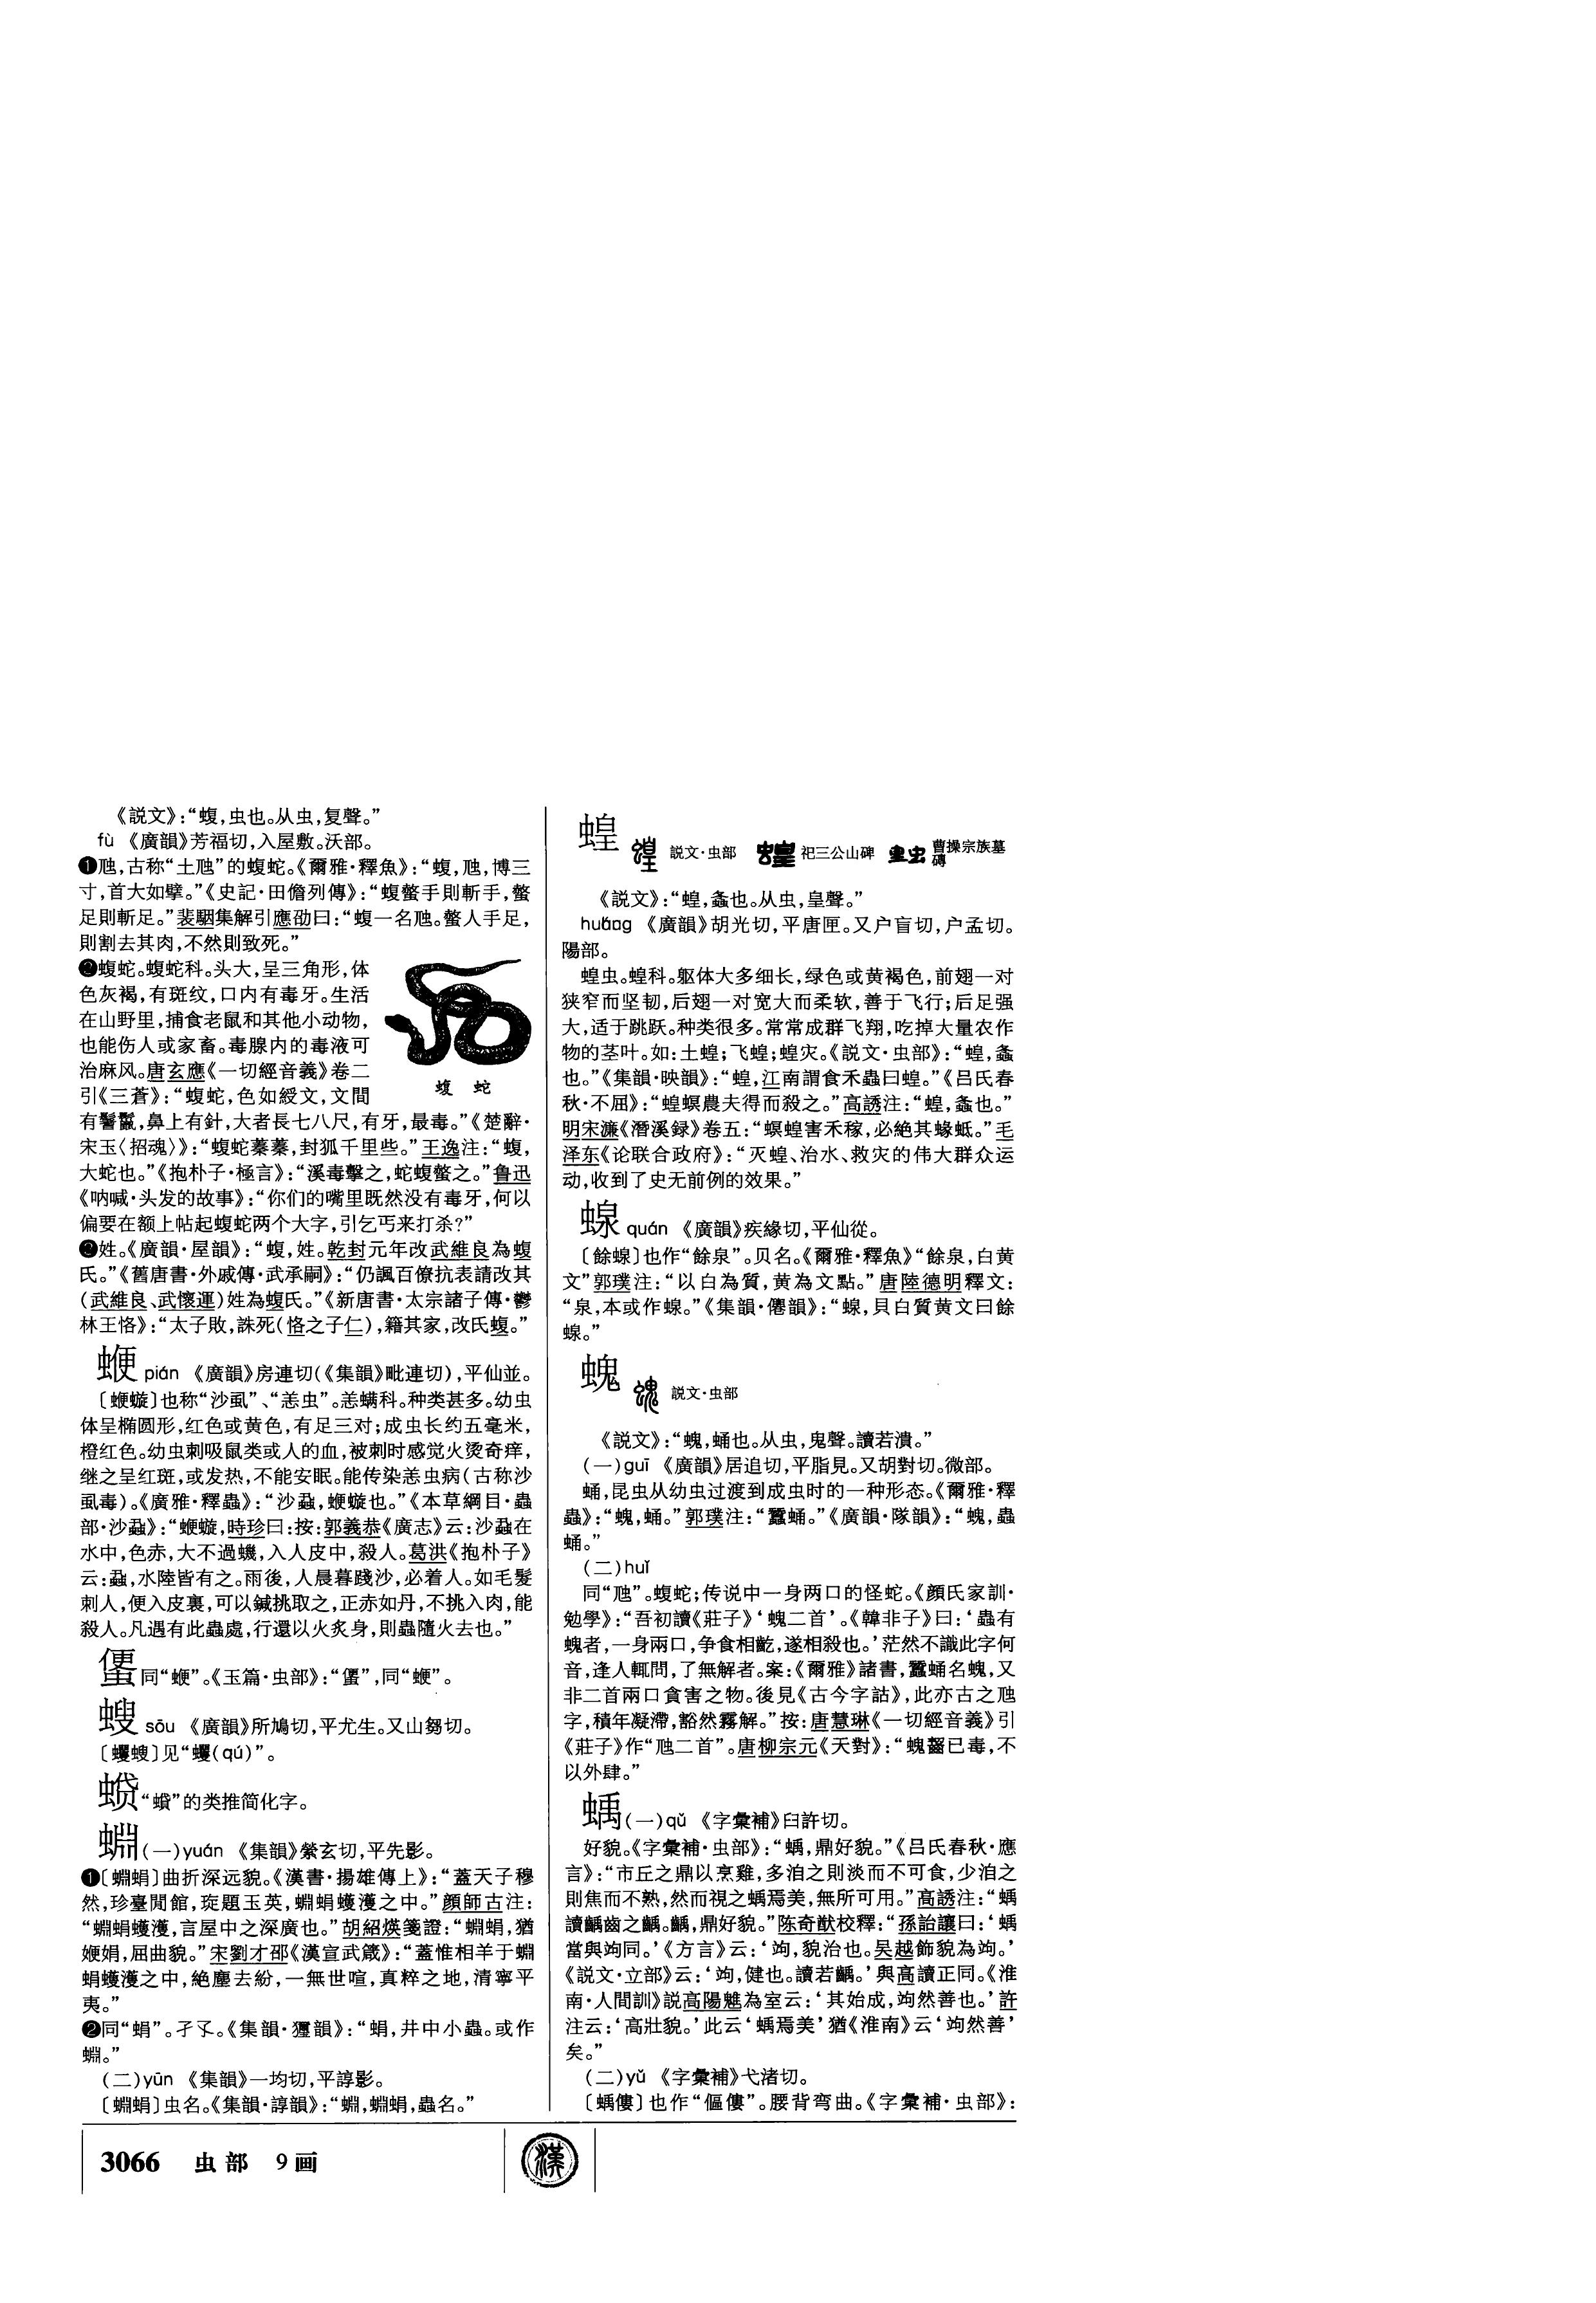 《説文》：“蝮，虫也。从虫，复聲。”
fù 《廣韻》芳福切，入屋敷。沃部。
❶虺，古称“土虺”的蝮蛇。《爾雅·釋魚》：“蝮，虺，博三
寸，首大如擘。”《史記·田儋列傳》：“蝮螫手則斬手，螫
足則斬足。”裴駰集解引應劭曰：“蝮一名虺。螫人手足，
則割去其肉，不然則致死。”
❷蝮蛇。蝮蛇科。头大，呈三角形，体
色灰褐，有斑纹，口内有毒牙。生活
在山野里，捕食老鼠和其他小动物，
也能伤人或家畜。毒腺内的毒液可
治麻风。唐玄應《一切經音義》卷二
引《三蒼》：“蝮蛇，色如綬文，文間
蝮 蛇
有鬐鬣，鼻上有針，大者長七八尺，有牙，最毒。”《楚辭·
宋玉〈招魂〉》：“蝮蛇蓁蓁，封狐千里些。”王逸注：“蝮，
大蛇也。”《抱朴子·極言》：“溪毒擊之，蛇蝮螫之。”鲁迅
《呐喊·头发的故事》：“你们的嘴里既然没有毒牙，何以
偏要在额上帖起蝮蛇两个大字，引乞丐来打杀？”
❸姓。《廣韻·屋韻》：“蝮，姓。乾封元年改武維良為蝮
氏。”《舊唐書·外戚傳·武承嗣》：“仍諷百僚抗表請改其
（武維良、武懷運）姓為蝮氏。”《新唐書·太宗諸子傳·鬱
林王恪》：“太子敗，誅死（恪之子仁），籍其家，改氏蝮。”
蝒 pián 《廣韻》房連切（《集韻》毗連切），平仙並。
〔䗙蜁〕也称“沙虱”、“恙虫”。恙螨科。种类甚多。幼虫
体呈椭圆形，红色或黄色，有足三对；成虫长约五毫米，
橙红色。幼虫刺吸鼠类或人的血，被刺时感觉火烫奇痒，
继之呈红斑，或发热，不能安眠。能传染恙虫病（古称沙
虱毒）。《廣雅·釋蟲》：“沙蝨，䗙蜁也。”《本草綱目·蟲
部·沙蝨》：“䗙蜁，時珍曰：按：郭義恭《廣志》云：沙蝨在
水中，色赤，大不過蟣，入人皮中，殺人。葛洪《抱朴子》
云：蝨，水陸皆有之。雨後，人晨暮踐沙，必着人。如毛髮
刺人，便入皮裏，可以鍼挑取之，正赤如丹，不挑入肉，能
殺人。凡遇有此蟲處，行還以火炙身，則蟲隨火去也。”
同“䗙”。《玉篇·虫部》：“”，同“䗙”。
螋 sōu 《廣韻》所鳩切，平尤生。又山芻切。
〔蠷螋〕见“蠷（qú）”。
“蟦”的类推简化字。
蜵（一）yuán 《集韻》縈玄切，平先影。
❶〔蜵蜎〕曲折深远貌。《漢書·揚雄傳上》：“蓋天子穆
然，珍臺閒館，琁題玉英，蜵蜎蠖濩之中。”顔師古注：
“蜵蜎蠖濩，言屋中之深廣也。”胡紹煐箋證：“蜵蜎，猶
㛹娟，屈曲貌。”宋劉才邵《漢宣武箴》：“蓋惟相羊于蜵
蜎蠖濩之中，絶塵去紛，一無世喧，真粹之地，清寧平
夷。”
❷同“蜎”。孑孓。《集韻·獮韻》：“蜎，井中小蟲。或作
蜵。”
（二）yūn 《集韻》一均切，平諄影。
〔蜵蜎〕虫名。《集韻·諄韻》：“蜵，蜵蜎，蟲名。”
蝗 説文·虫部 祀三公山碑 曹操宗族墓
磚
《説文》：“蝗，螽也。从虫，皇聲。”
huáng 《廣韻》胡光切，平唐匣。又户盲切，户孟切。
陽部。
蝗虫。蝗科。躯体大多细长，绿色或黄褐色，前翅一对
狭窄而坚韧，后翅一对宽大而柔软，善于飞行；后足强
大，适于跳跃。种类很多。常常成群飞翔，吃掉大量农作
物的茎叶。如：土蝗；飞蝗；蝗灾。《説文·虫部》：“蝗，螽
也。”《集韻·映韻》：“蝗，江南謂食禾蟲曰蝗。”《吕氏春
秋·不屈》：“蝗螟農夫得而殺之。”高誘注：“蝗，螽也。”
明宋濂《潛溪録》卷五：“螟蝗害禾稼，必絶其蝝蚳。”毛
泽东《论联合政府》：“灭蝗、治水、救灾的伟大群众运
动，收到了史无前例的效果。”
蠄 quán 《廣韻》疾緣切，平仙從。
〔餘𧍭〕也作“餘泉”。贝名。《爾雅·釋魚》“餘泉，白黄
文”郭璞注：“以白為質，黄為文點。”唐陸德明釋文：
“泉，本或作𧍭。”《集韻·僊韻》：“𧍭，貝白質黄文曰餘
𧍭。”
螝 説文·虫部
《説文》：“螝，蛹也。从虫，鬼聲。讀若潰。”
（一）guī 《廣韻》居追切，平脂見。又胡對切。微部。
蛹，昆虫从幼虫过渡到成虫时的一种形态。《爾雅·釋
蟲》：“螝，蛹。”郭璞注：“蠶蛹。”《廣韻·隊韻》：“螝，蟲
蛹。”
（二）huǐ
同“虺”。蝮蛇；传说中一身两口的怪蛇。《顔氏家訓·
勉學》：“吾初讀《莊子》‘螝二首’。《韓非子》曰：‘蟲有
螝者，一身兩口，争食相齕，遂相殺也。’茫然不識此字何
音，逢人輒問，了無解者。案：《爾雅》諸書，蠶蛹名螝，又
非二首兩口貪害之物。後見《古今字詁》，此亦古之虺
字，積年凝滯，豁然霧解。”按：唐慧琳《一切經音義》引
《莊子》作“虺二首”。唐柳宗元《天對》：“螝齧已毒，不
以外肆。”
蝺（一）qǔ 《字彙補》臼許切。
好貌。《字彙補·虫部》：“蝺，鼎好貌。”《吕氏春秋·應
言》：“市丘之鼎以烹雞，多洎之則淡而不可食，少洎之
則焦而不熟，然而視之蝺焉美，無所可用。”高誘注：“蝺
讀齲齒之齲。齲，鼎好貌。”陈奇猷校釋：“孫詒讓曰：‘蝺
當與竘同。’《方言》云：‘竘，貌治也。吴越飾貌為竘。’
《説文·立部》云：‘竘，健也。讀若齲。’與高讀正同。《淮
南·人間訓》説高陽魋為室云：‘其始成，竘然善也。’許
注云：‘高壯貌。’此云‘蝺焉美’猶《淮南》云‘竘然善’
矣。”
（二）yǔ 《字彙補》弋渚切。
〔蝺僂〕也作“傴僂”。腰背弯曲。《字彙補·虫部》：
3066 虫部 9画
漢